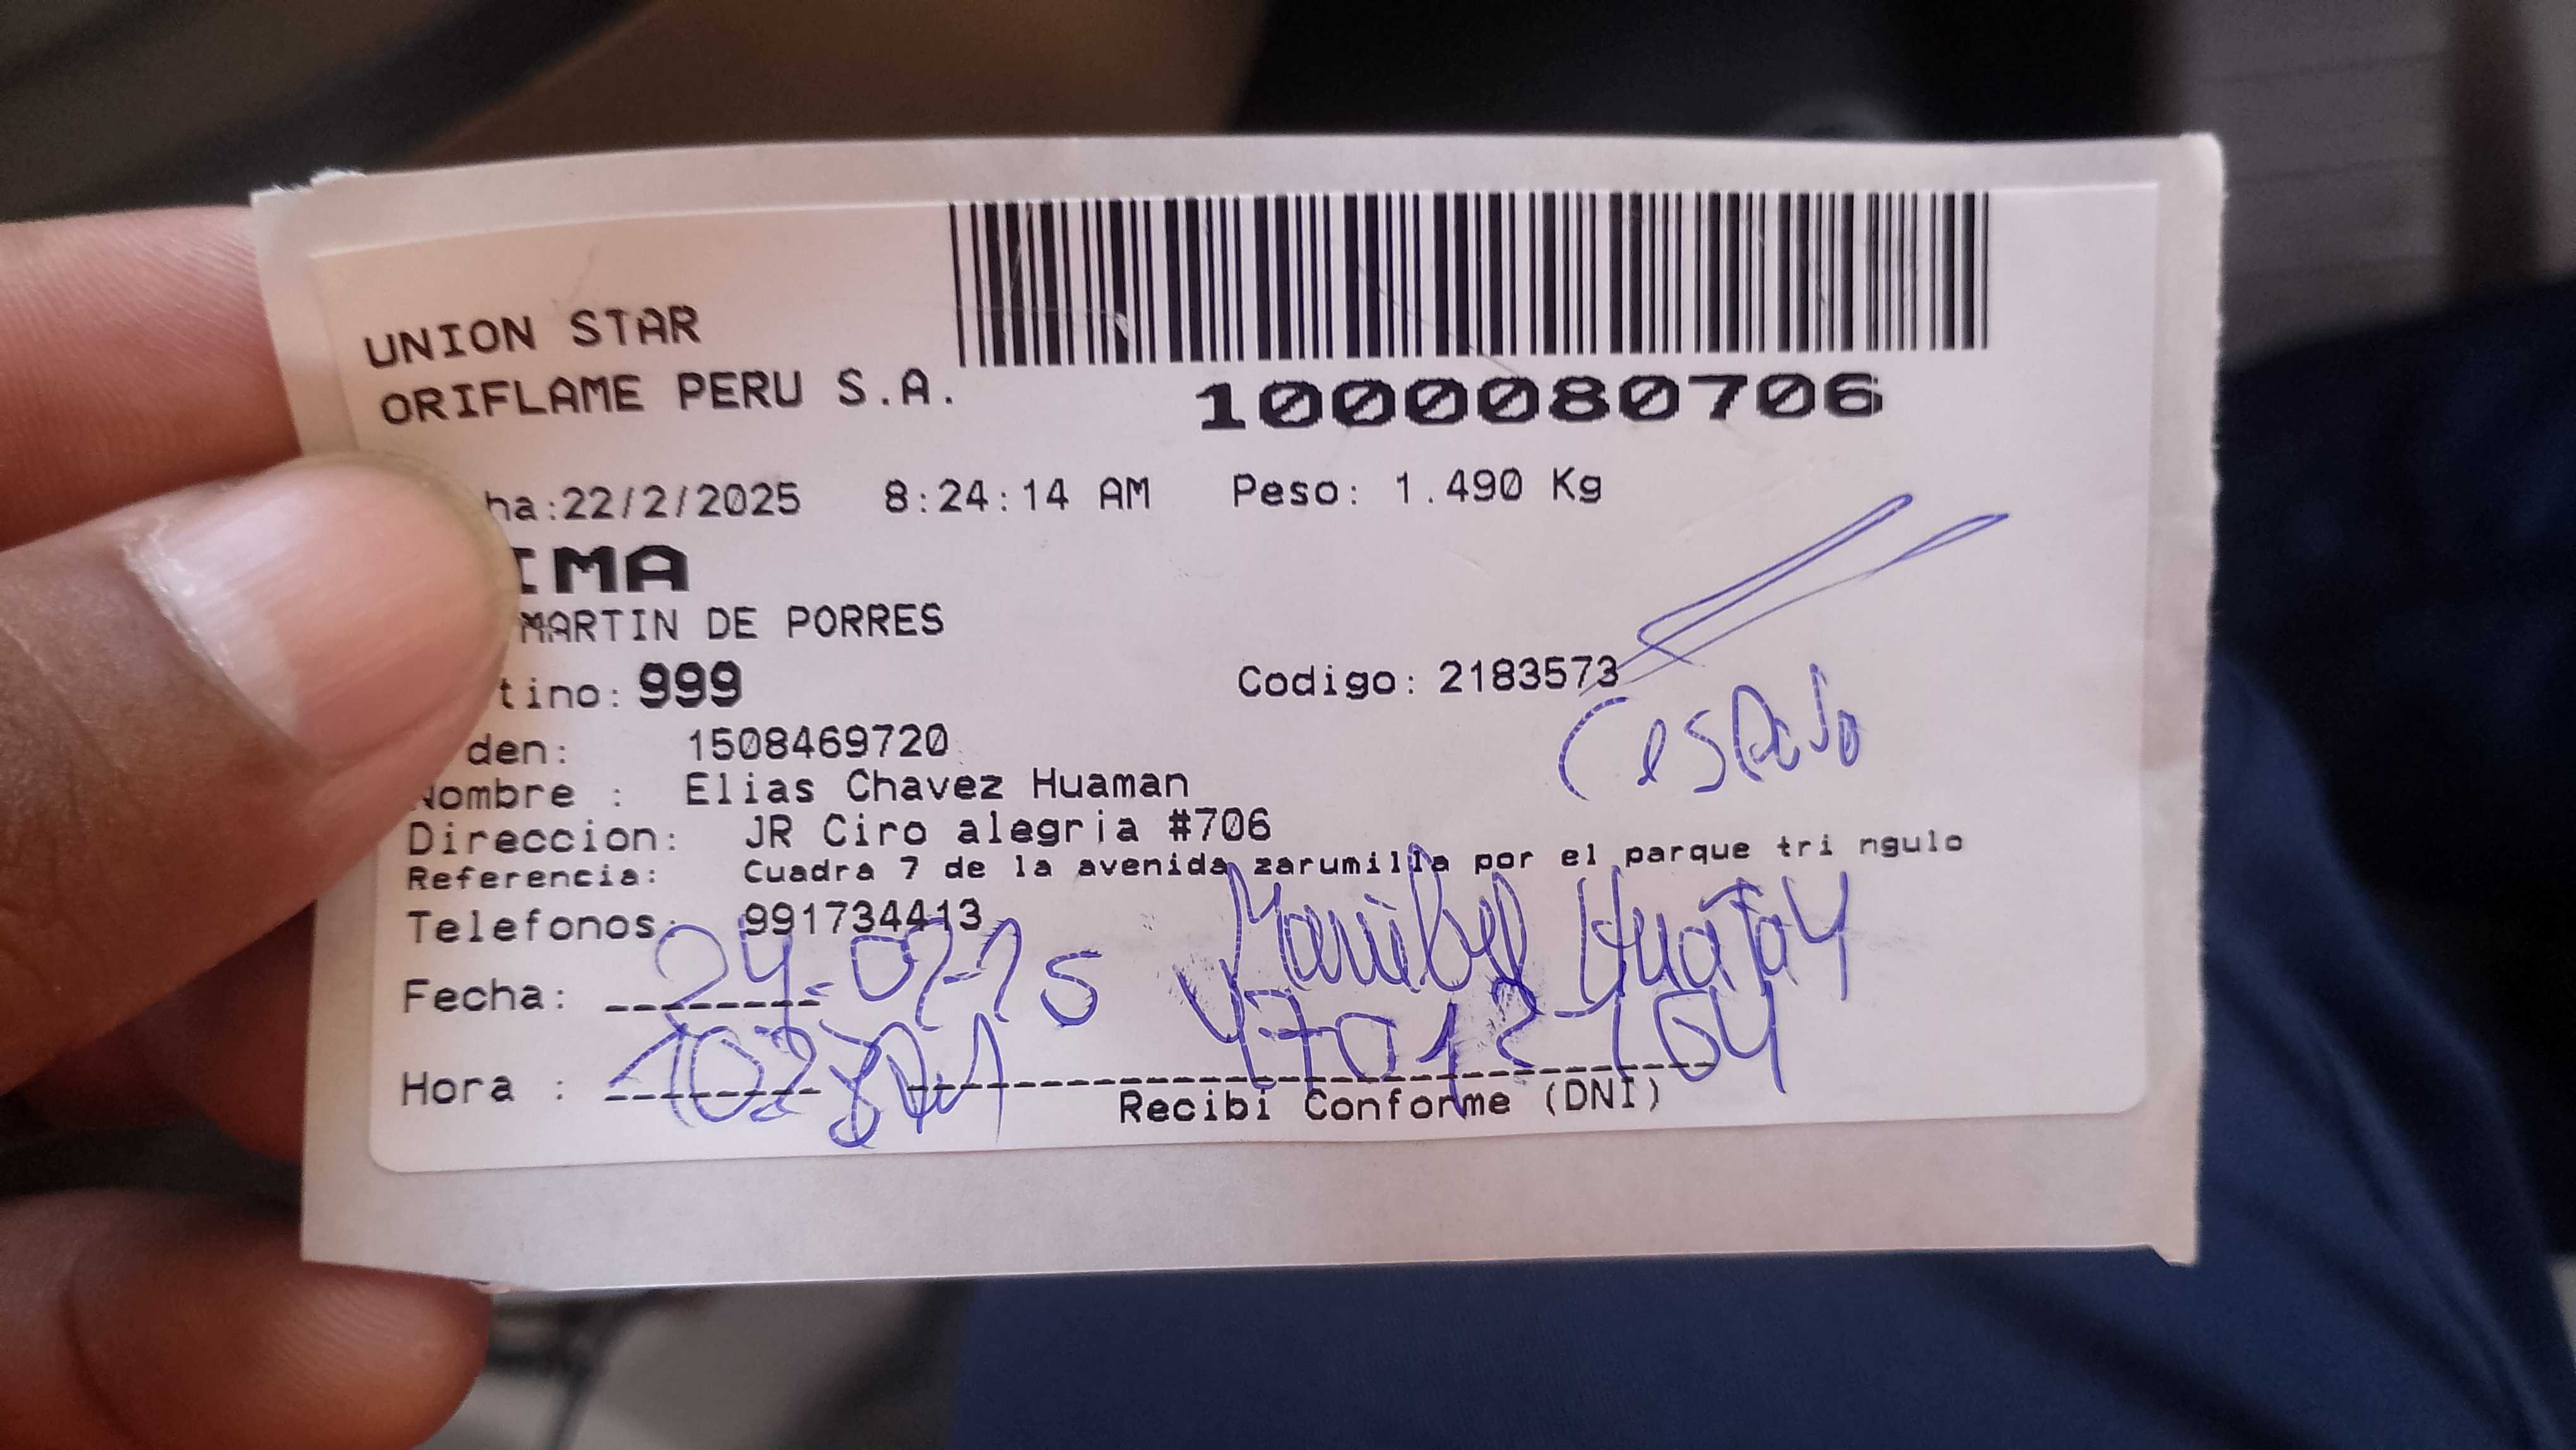 UNION STAR
ORIFLAME PERU S.A.
1000080706
ha:22/2/2025 8:24:14 AM Peso: 1.490 Kg
IMA
MARTIN DE PORRES
tino: 999 Codigo: 2183573
den: 1508469720
Nombre : Elias Chavez Huaman
Direccion: JR Ciro alegria #706
Referencia: Cuadra 7 de la avenida zarumilla por el parque tri ngulo
Telefonos: 991734413
Maribel Huatay
Fecha: 24-02-25
Hora :
Recibi Conforme (DNI)